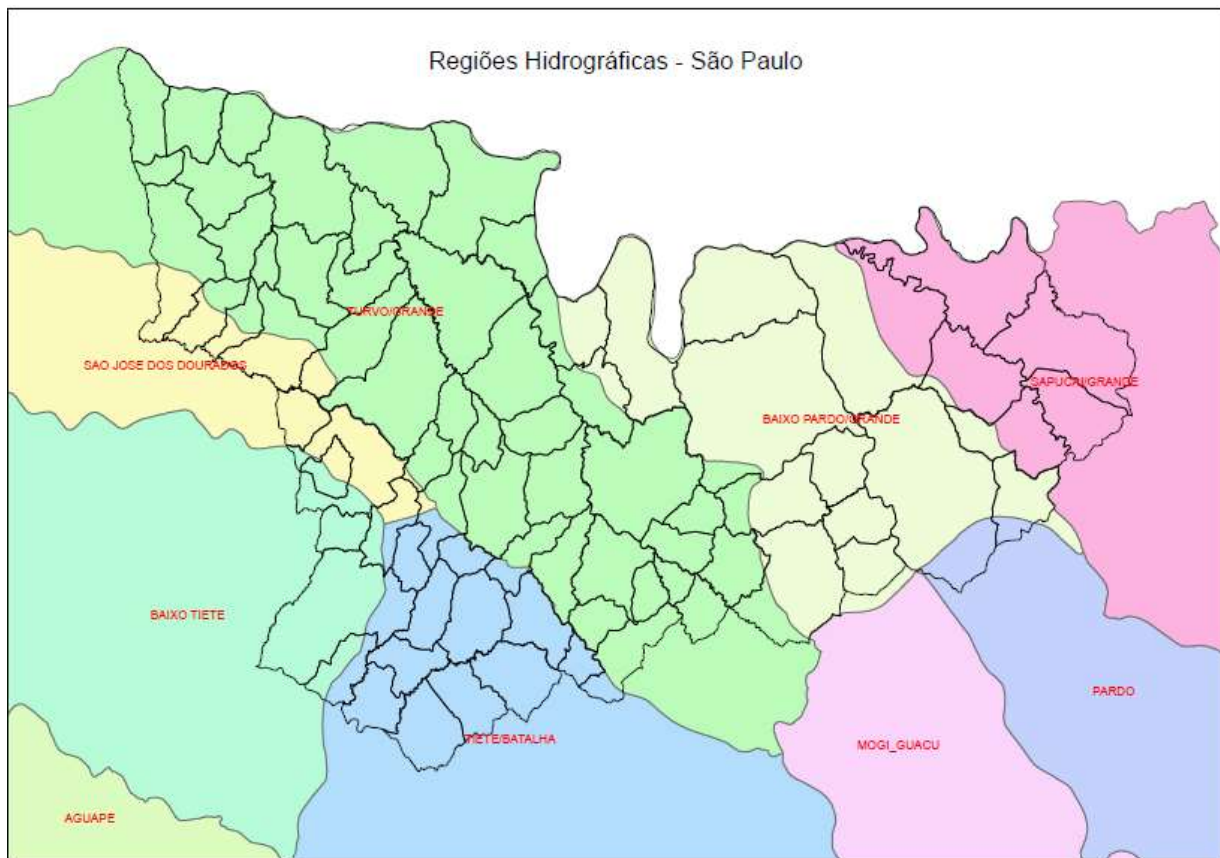 Regiões Hidrográficas - São Paulo
TURVO/GRANDE
SAO JOSE DOS DOURADOS
SAPUCAI/GRANDE
BAIXO PARDO/GRANDE
BAIXO TIETE
PARDO
TIETE/BATALHA
MOGI_GUACU
AGUAPE